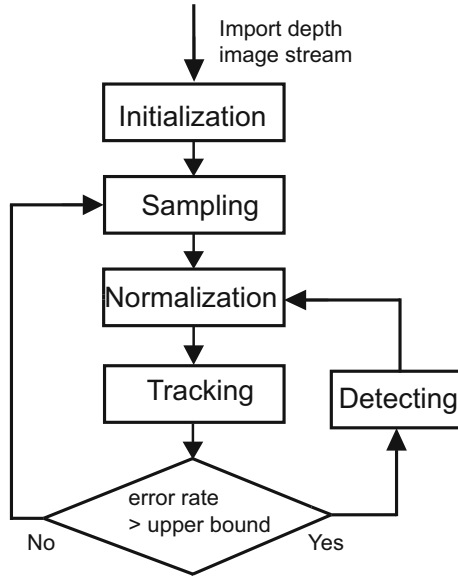 Import depth
image stream
Initialization
Sampling
Normalization
Tracking
Detecting
error rate
> upper bound
No
Yes